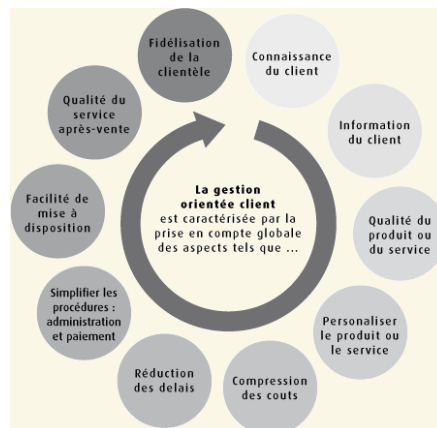 Fidélisation
de la
clientèle
Connaissance
du client
Information
du client
Qualité du
produit ou
du service
Personaliser
le produit ou
le service
Compression
des couts
Réduction
des delais
Simplifier les
procédures :
administration
et paiement
Facilité de
mise à
disposition
Qualité du
service
après-vente
La gestion
orientée client
est caractérisée par la
prise en compte globale
des aspects tels que ...